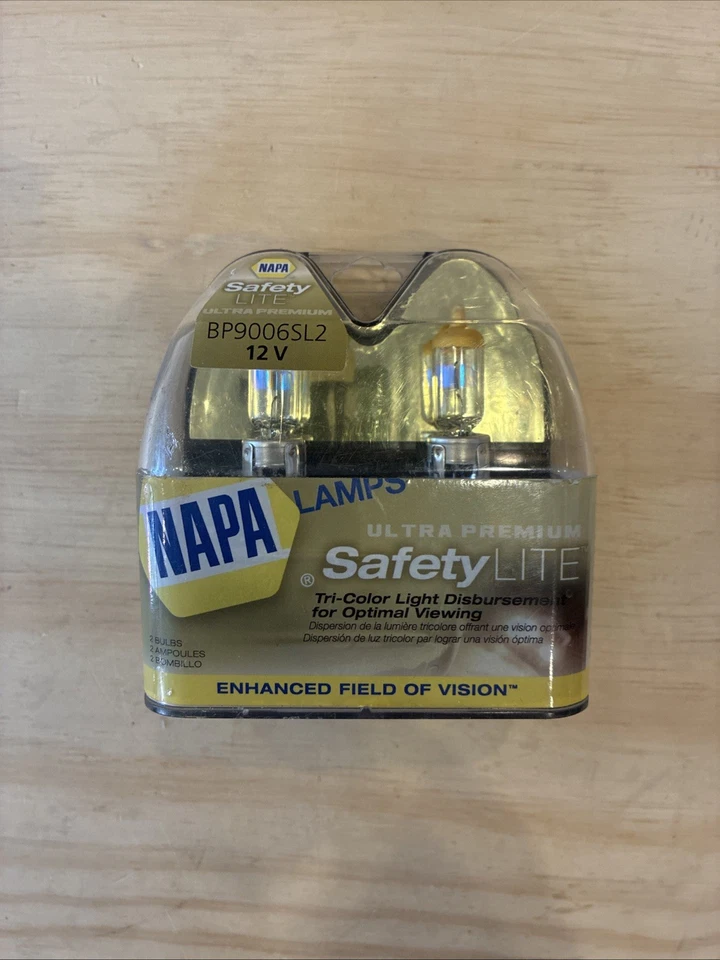 NAPA
Safety
LITE
ULTRA PREMIUM
BP9006SL2
12 V
LAMPS
NAPA
ULTRA PREMIUM
® SafetyLITE
Tri-Color Light Disbursement
for Optimal Viewing
Dispersion de la lumière tricolore offrant une vision
Dispersión de luz tricolor par lograr una visión óptima
2 BULBS
2 AMPOULES
2 BOMBILLO
ENHANCED FIELD OF VISION™